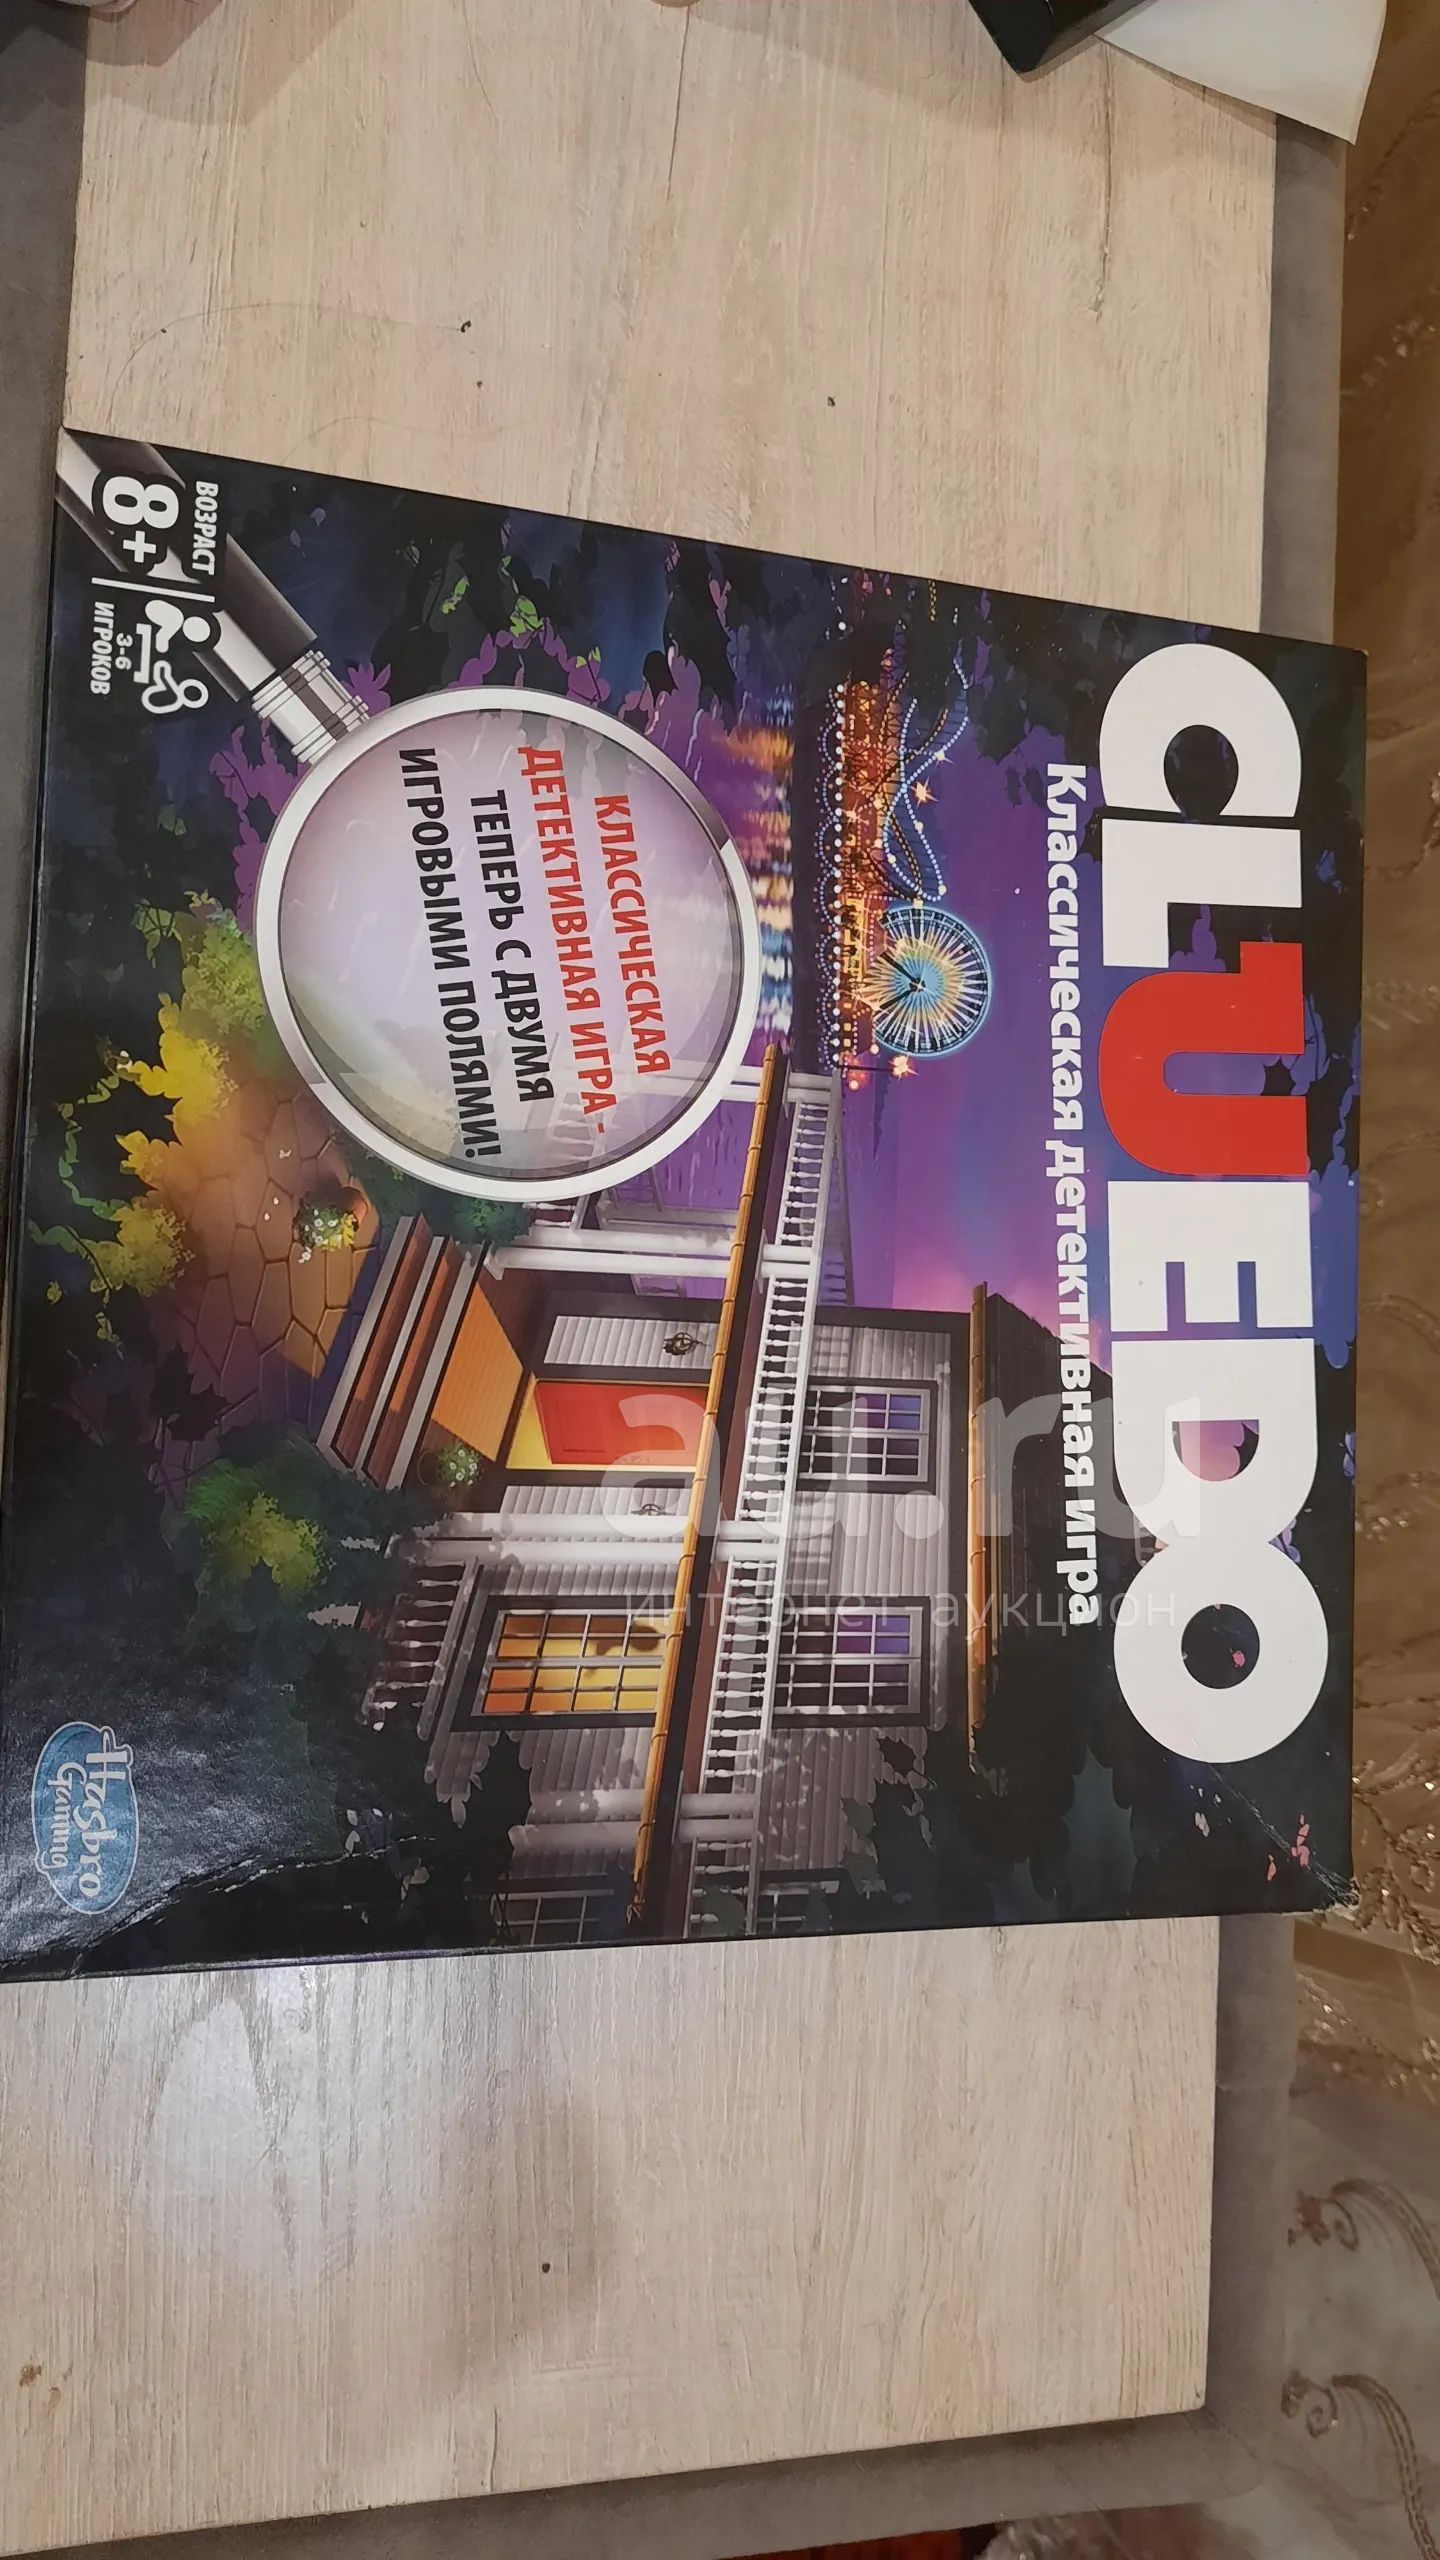 CLUEDO
Классическая детективная игра
КЛАССИЧЕСКАЯ
ДЕТЕКТИВНАЯ ИГРА-
ТЕПЕРЬ С ДВУМЯ
ИГРОВЫМИ ПОЛЯМИ!
ВОЗРАСТ
8+
3-6
ИГРОКОВ
Hasbro
Gaming
au.ru
интернет аукцион